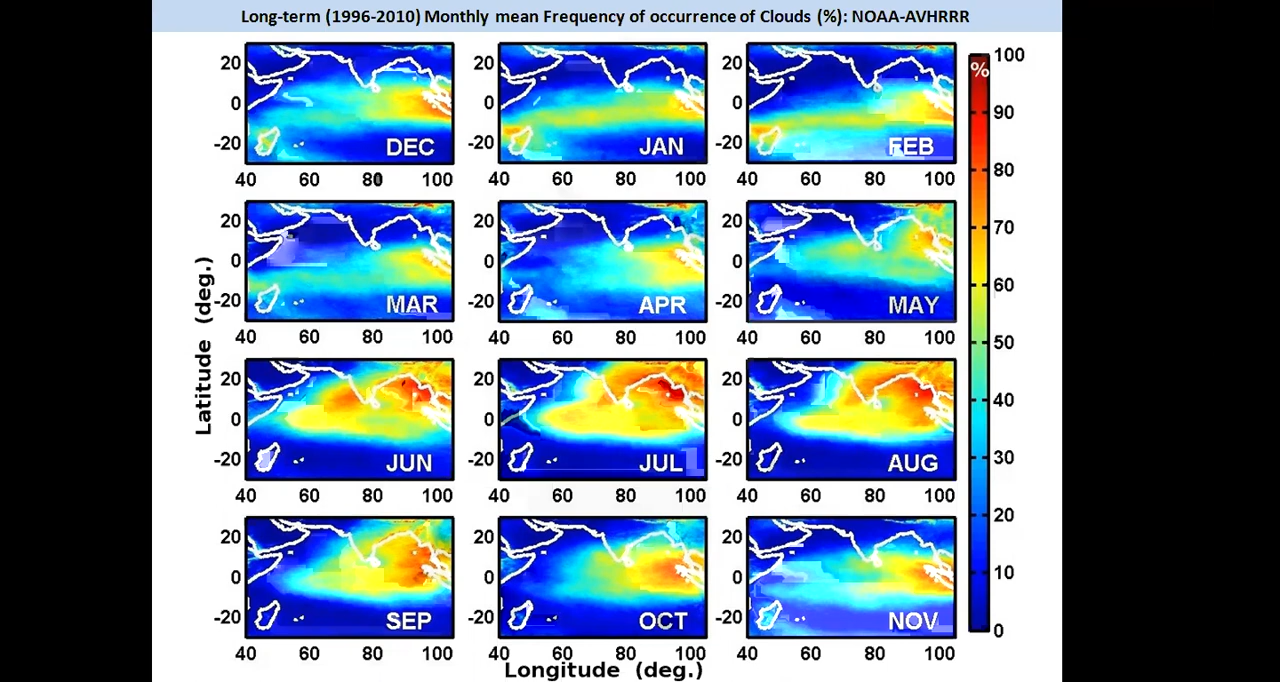 Long-term (1996-2010) Monthly mean Frequency of occurrence of Clouds (%): NOAA-AVHRRR
20
0
-20
DEC
40 60 80 100
20
0
-20
JAN
40 60 80 100
20
0
-20
FEB
40 60 80 100
20
0
-20
MAR
40 60 80 100
20
0
-20
APR
40 60 80 100
20
0
-20
MAY
40 60 80 100
20
0
-20
JUN
40 60 80 100
20
0
-20
JUL
40 60 80 100
20
0
-20
AUG
40 60 80 100
20
0
-20
SEP
40 60 80 100
20
0
-20
OCT
40 60 80 100
20
0
-20
NOV
40 60 80 100
Latitude (deg.)
Longitude (deg.)
%
100
90
80
70
60
50
40
30
20
10
0